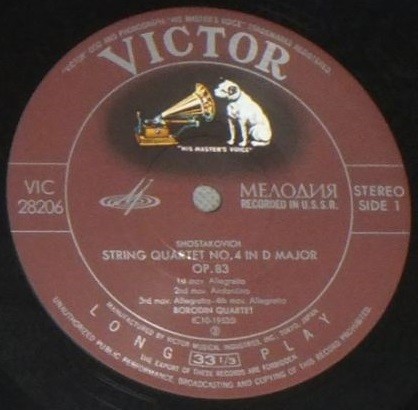 "VICTOR" DOG AND PHONOGRAPH "HIS MASTER'S VOICE" TRADEMARKS REGISTERED.
VICTOR
"HIS MASTER'S VOICE"
VIC
28206
МЕЛОДИЯ
RECORDED IN U.S.S.R.
STEREO
SIDE 1
SHOSTAKOVICH
STRING QUARTET NO. 4 IN D MAJOR
OP. 83
1st mov. Allegretto
2nd mov. Andantino
3rd mov. Allegretto–4th mov. Allegretto
BORODIN QUARTET
Ⓟ
MANUFACTURED BY VICTOR MUSICAL INDUSTRIES, INC., TOKYO, JAPAN
LONG 33 1/3 PLAY
THE EXPORT OF THESE RECORDS ARE FORBIDDEN.
UNAUTHORIZED PUBLIC PERFORMANCE, BROADCASTING AND COPYING OF THIS RECORD PROHIBITED